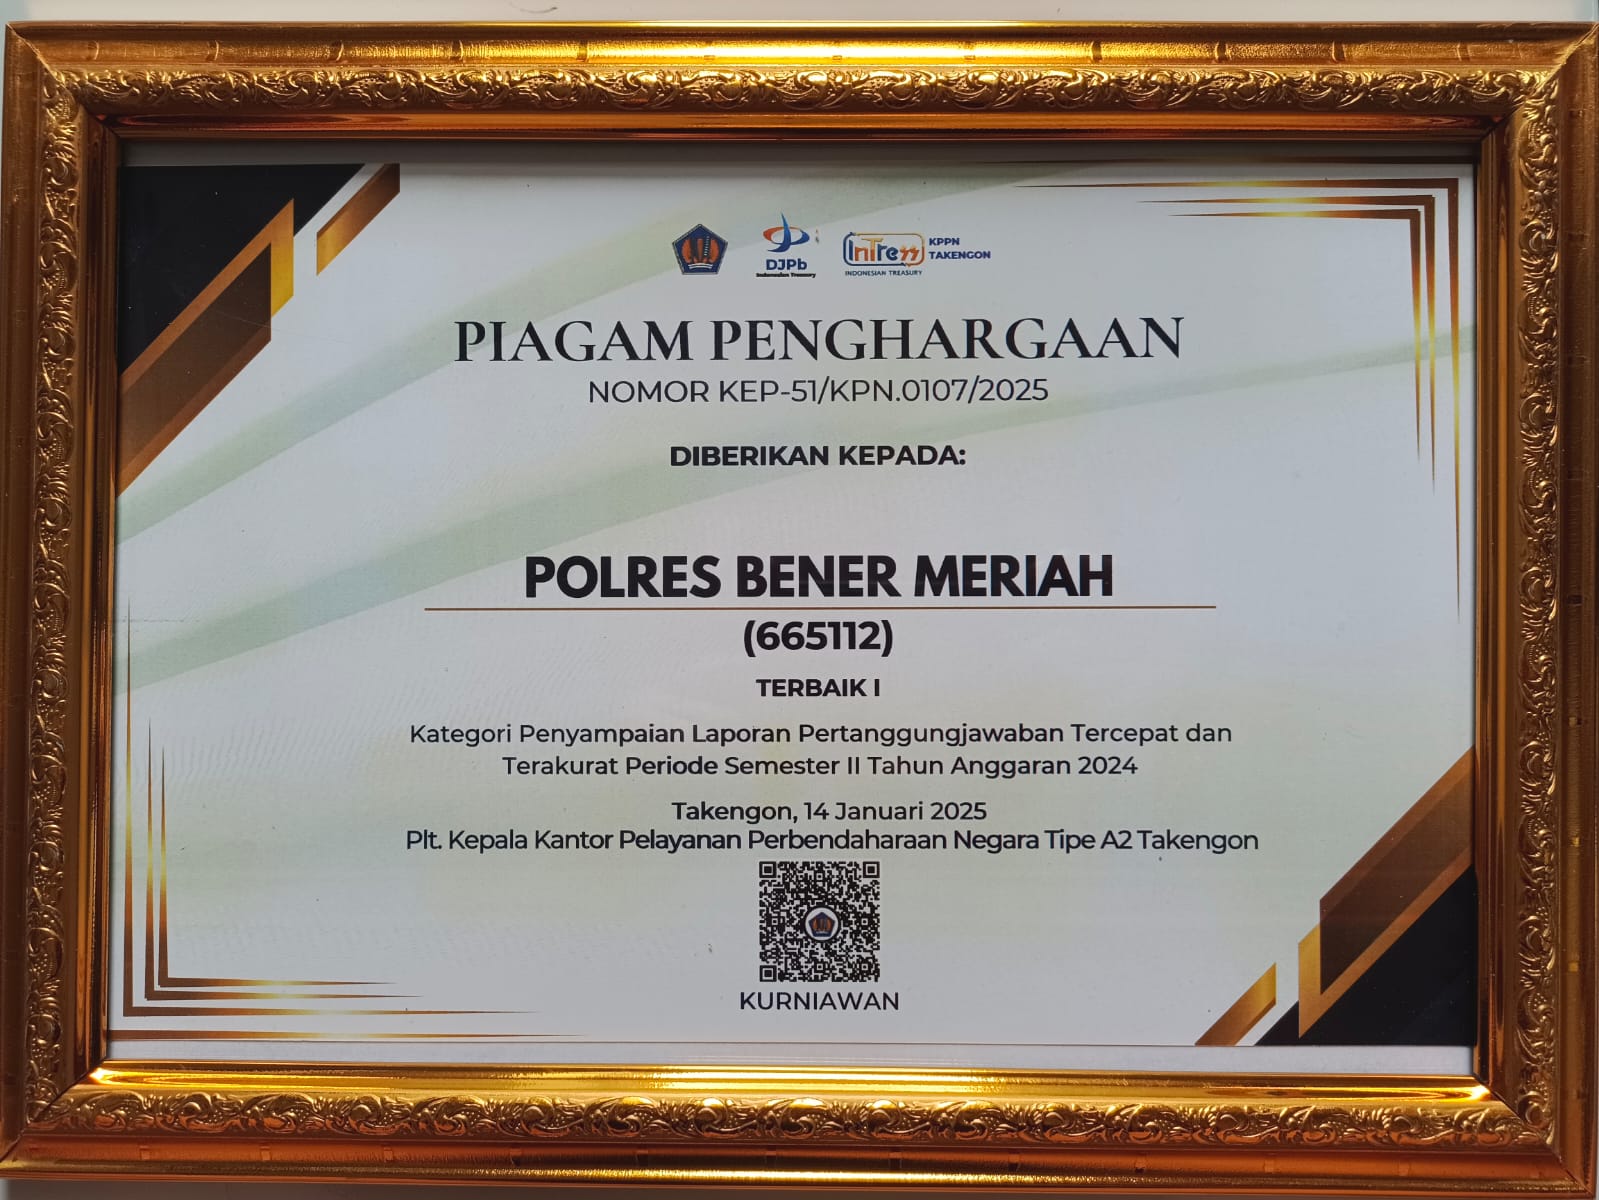 DJPb
Indonesian Treasury
InTress
INDONESIAN TREASURY
KPPN
TAKENGON
PIAGAM PENGHARGAAN
NOMOR KEP-51/KPN.0107/2025
DIBERIKAN KEPADA:
POLRES BENER MERIAH
(665112)
TERBAIK I
Kategori Penyampaian Laporan Pertanggungjawaban Tercepat dan
Terakurat Periode Semester II Tahun Anggaran 2024
Takengon, 14 Januari 2025
Plt. Kepala Kantor Pelayanan Perbendaharaan Negara Tipe A2 Takengon
KURNIAWAN